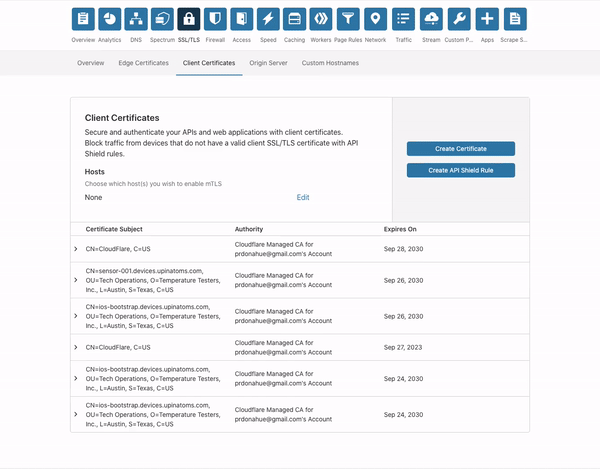 Overview Analytics DNS Spectrum SSL/TLS Firewall Access Speed Caching Workers Page Rules Network Traffic Stream Custom P... Apps Scrape S...
Overview Edge Certificates Client Certificates Origin Server Custom Hostnames
Client Certificates
Secure and authenticate your APIs and web applications with client certificates.
Block traffic from devices that do not have a valid client SSL/TLS certificate with API
Shield rules.
Hosts
Choose which host(s) you wish to enable mTLS
None Edit
Create Certificate
Create API Shield Rule
Certificate Subject Authority Expires On
CN=CloudFlare, C=US
Cloudflare Managed CA for
prdonahue@gmail.com's Account
Sep 28, 2030
CN=sensor-001.devices.upinatoms.com,
OU=Tech Operations, O=Temperature Testers,
Inc., L=Austin, S=Texas, C=US
Cloudflare Managed CA for
prdonahue@gmail.com's Account
Sep 26, 2030
CN=ios-bootstrap.devices.upinatoms.com,
OU=Tech Operations, O=Temperature Testers,
Inc., L=Austin, S=Texas, C=US
Cloudflare Managed CA for
prdonahue@gmail.com's Account
Sep 26, 2030
CN=CloudFlare, C=US
Cloudflare Managed CA for
prdonahue@gmail.com's Account
Sep 27, 2023
CN=ios-bootstrap.devices.upinatoms.com,
OU=Tech Operations, O=Temperature Testers,
Inc., L=Austin, S=Texas, C=US
Cloudflare Managed CA for
prdonahue@gmail.com's Account
Sep 24, 2030
CN=ios-bootstrap.devices.upinatoms.com,
OU=Tech Operations, O=Temperature Testers,
Inc., L=Austin, S=Texas, C=US
Cloudflare Managed CA for
prdonahue@gmail.com's Account
Sep 24, 2030